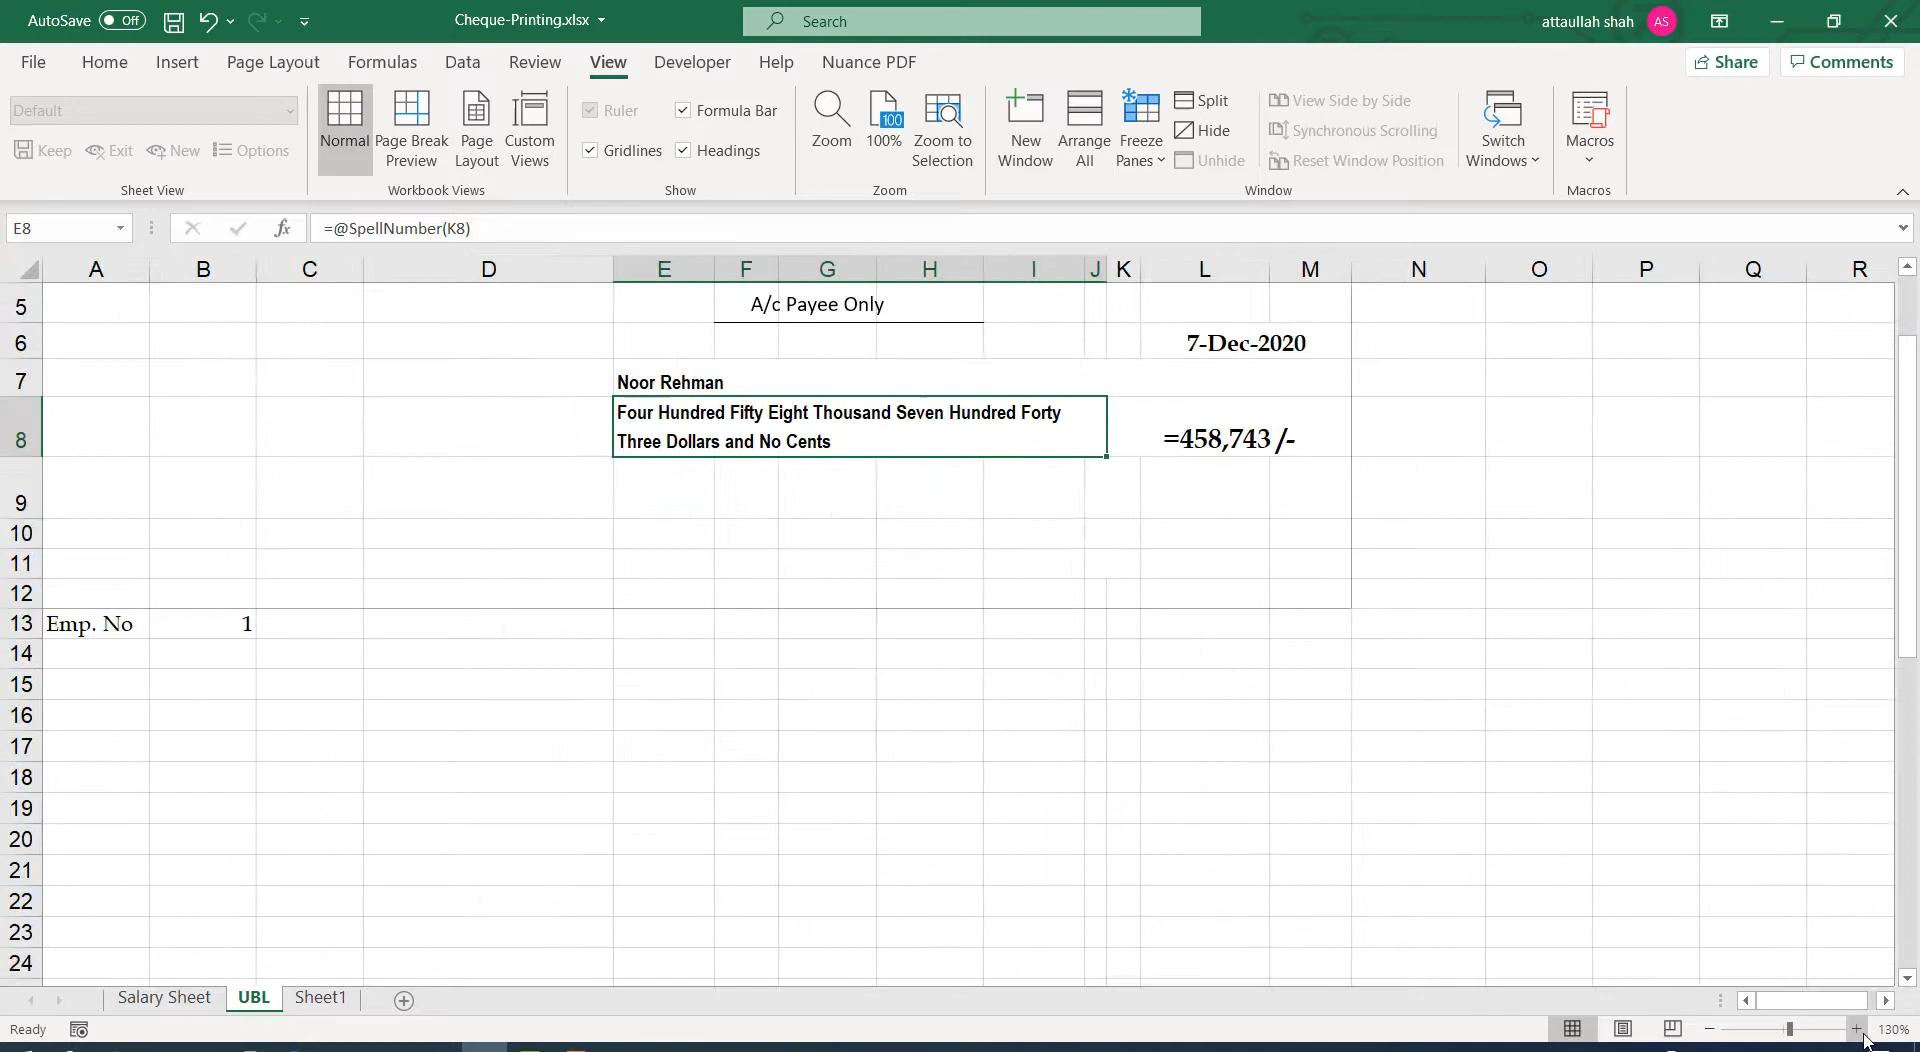 AutoSave Off
Cheque-Printing.xlsx
Search
attaullah shah
AS
File Home Insert Page Layout Formulas Data Review View Developer Help Nuance PDF
Share Comments
Default
Keep Exit New Options
Sheet View
Normal
Page Break
Preview
Page
Layout
Custom
Views
Workbook Views
Ruler Formula Bar
Gridlines Headings
Show
Zoom
100
100%
Zoom to
Selection
Zoom
New
Window
Arrange
All
Freeze
Panes
Split
Hide
Unhide
View Side by Side
Synchronous Scrolling
Reset Window Position
Window
Switch
Windows
Macros
Macros
E8
fx
=@SpellNumber(K8)
A B C D E F G H I J K L M N O P Q R
5 A/c Payee Only
6 7-Dec-2020
7 Noor Rehman
Four Hundred Fifty Eight Thousand Seven Hundred Forty
8 Three Dollars and No Cents =458,743 /-
9
10
11
12
13 Emp. No 1
14
15
16
17
18
19
20
21
22
23
24
Salary Sheet UBL Sheet1
Ready 130%